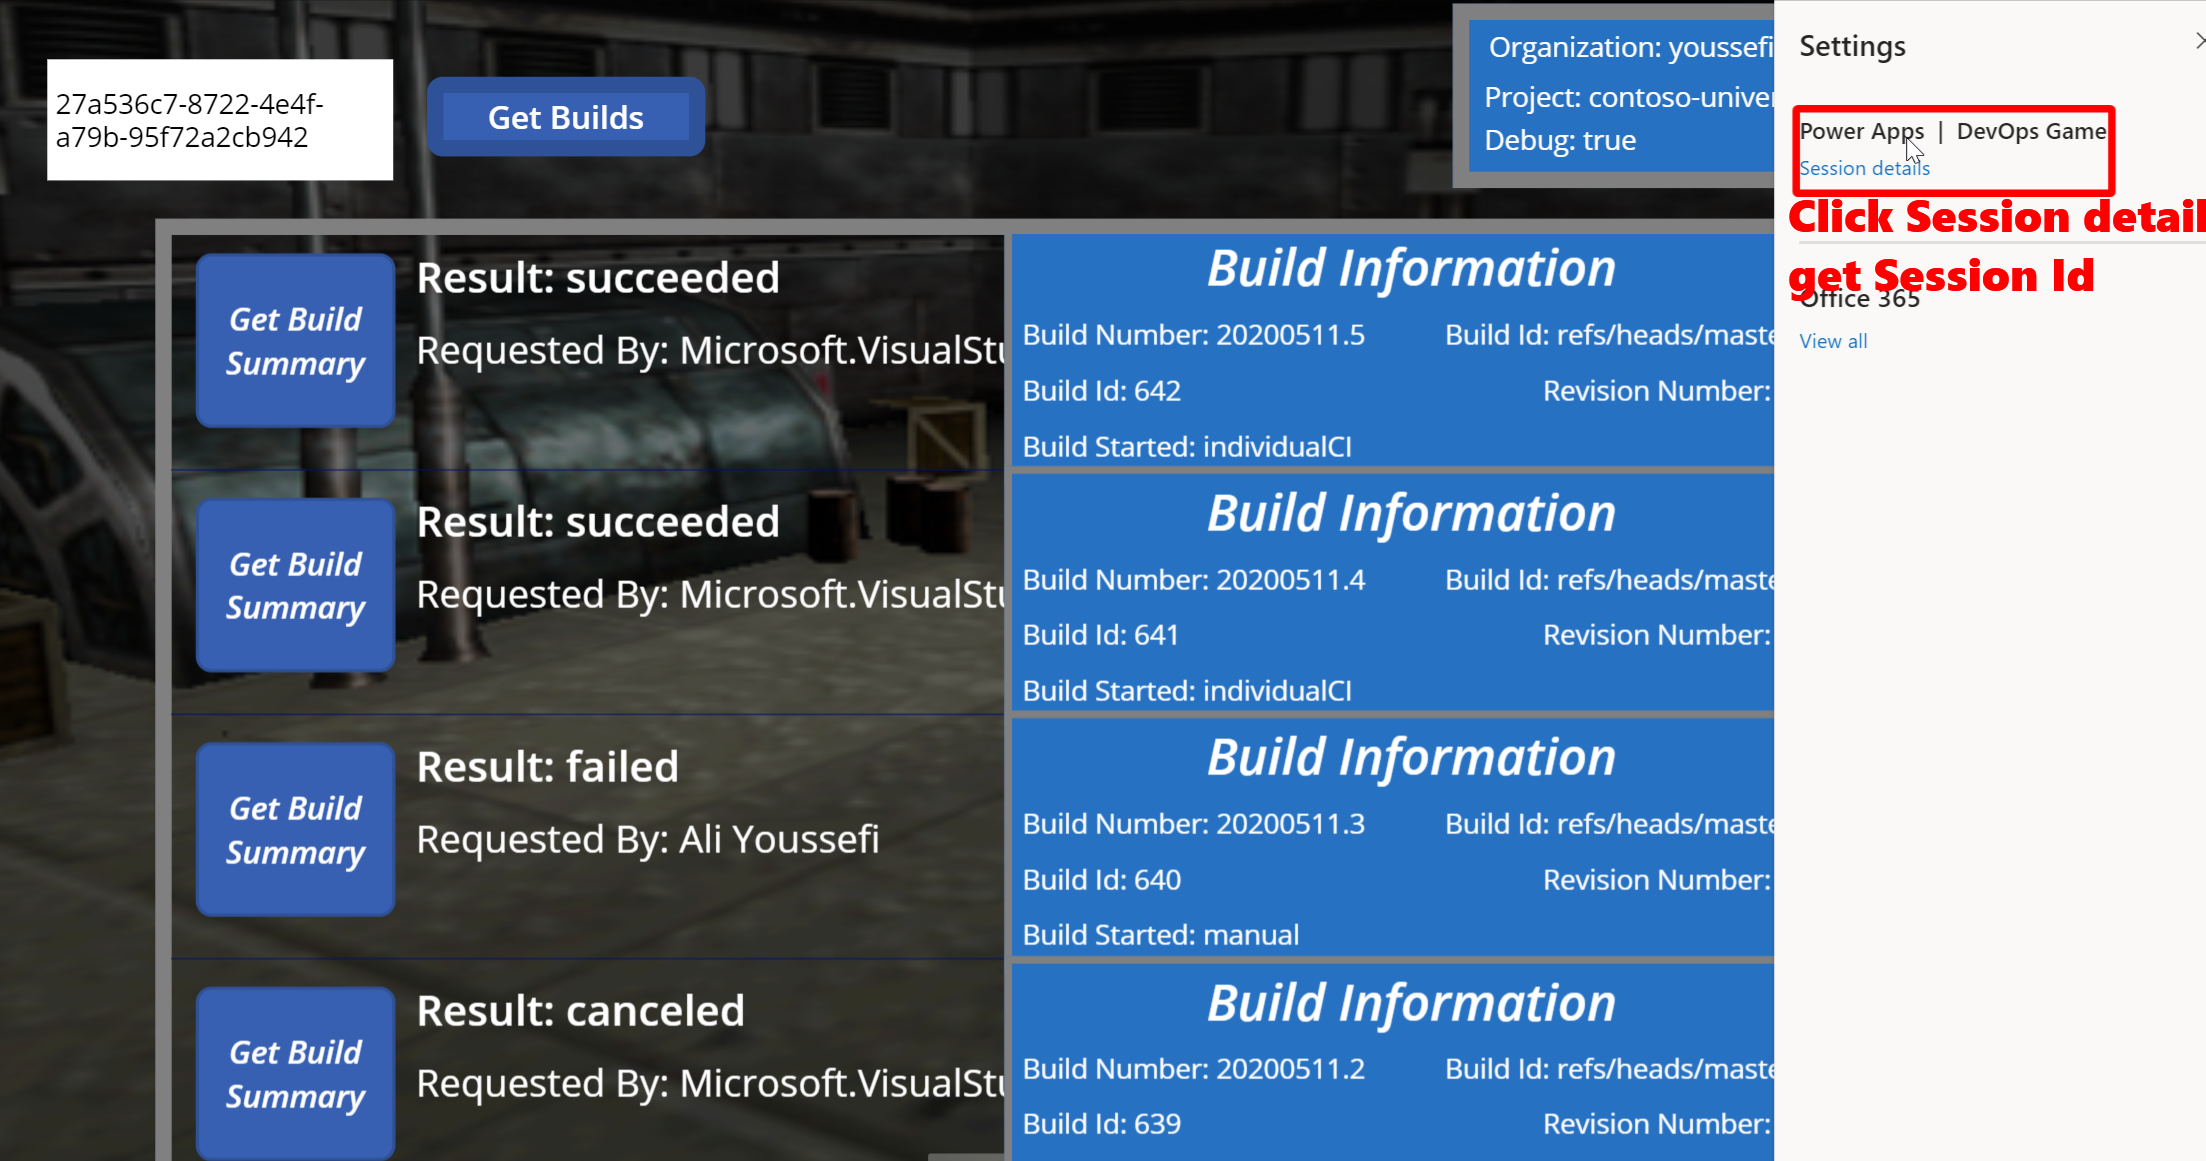 27a536c7-8722-4e4f-
a79b-95f72a2cb942
Get Builds
Organization: youssefi
Project: contoso-univer
Debug: true
Get Build
Summary
Result: succeeded
Requested By: Microsoft.VisualStu
Build Information
Build Number: 20200511.5
Build Id: refs/heads/maste
Build Id: 642
Revision Number:
Build Started: individualCI
Get Build
Summary
Result: succeeded
Requested By: Microsoft.VisualStu
Build Information
Build Number: 20200511.4
Build Id: refs/heads/maste
Build Id: 641
Revision Number:
Build Started: individualCI
Get Build
Summary
Result: failed
Requested By: Ali Youssefi
Build Information
Build Number: 20200511.3
Build Id: refs/heads/maste
Build Id: 640
Revision Number:
Build Started: manual
Get Build
Summary
Result: canceled
Requested By: Microsoft.VisualStu
Build Information
Build Number: 20200511.2
Build Id: refs/heads/maste
Build Id: 639
Revision Number:
Settings
Power Apps | DevOps Game
Session details
Click Session detail
get Session Id
Office 365
View all